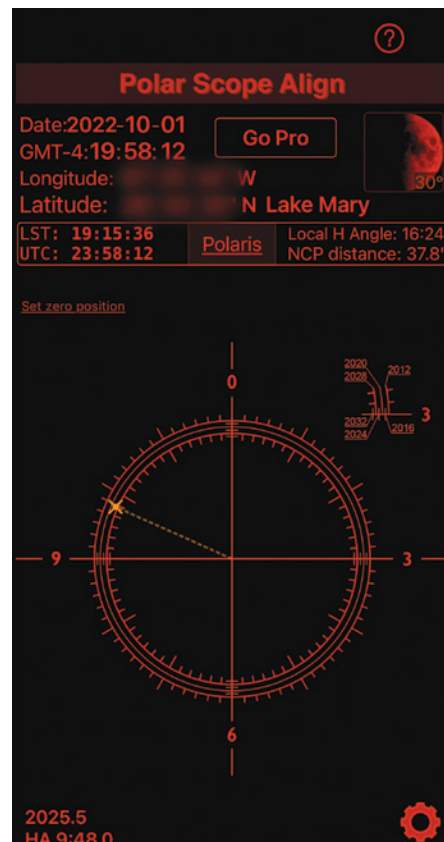 ?
Polar Scope Align
Date:2022-10-01
GMT-4:19:58:12
Go Pro
30°
Longitude: W
Latitude: N Lake Mary
LST: 19:15:36
UTC: 23:58:12
Polaris
Local H Angle: 16:24
NCP distance: 37.8'
Set zero position
2020
2028
2012
3
2032
2024
2016
0
9
3
6
2025.5
HA 9:48.0